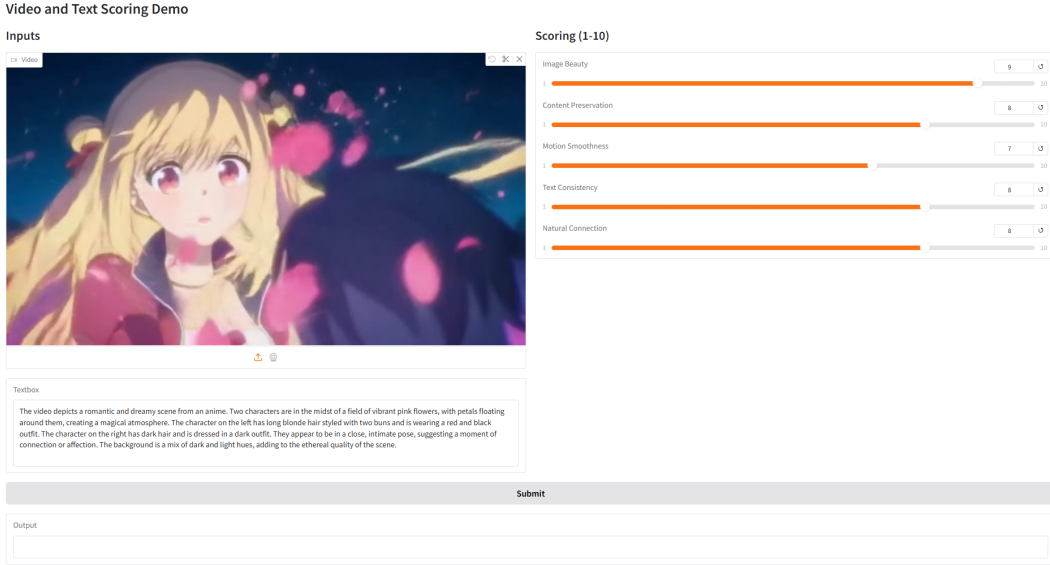 Video and Text Scoring Demo
Inputs
Video
Textbox
The video depicts a romantic and dreamy scene from an anime. Two characters are in the midst of a field of vibrant pink flowers, with petals floating
around them, creating a magical atmosphere. The character on the left has long blonde hair styled with two buns and is wearing a red and black
outfit. The character on the right has dark hair and is dressed in a dark outfit. They appear to be in a close, intimate pose, suggesting a moment of
connection or affection. The background is a mix of dark and light hues, adding to the ethereal quality of the scene.
Scoring (1-10)
Image Beauty
9
1 10
Content Preservation
8
1 10
Motion Smoothness
7
1 10
Text Consistency
8
1 10
Natural Connection
8
1 10
Submit
Output